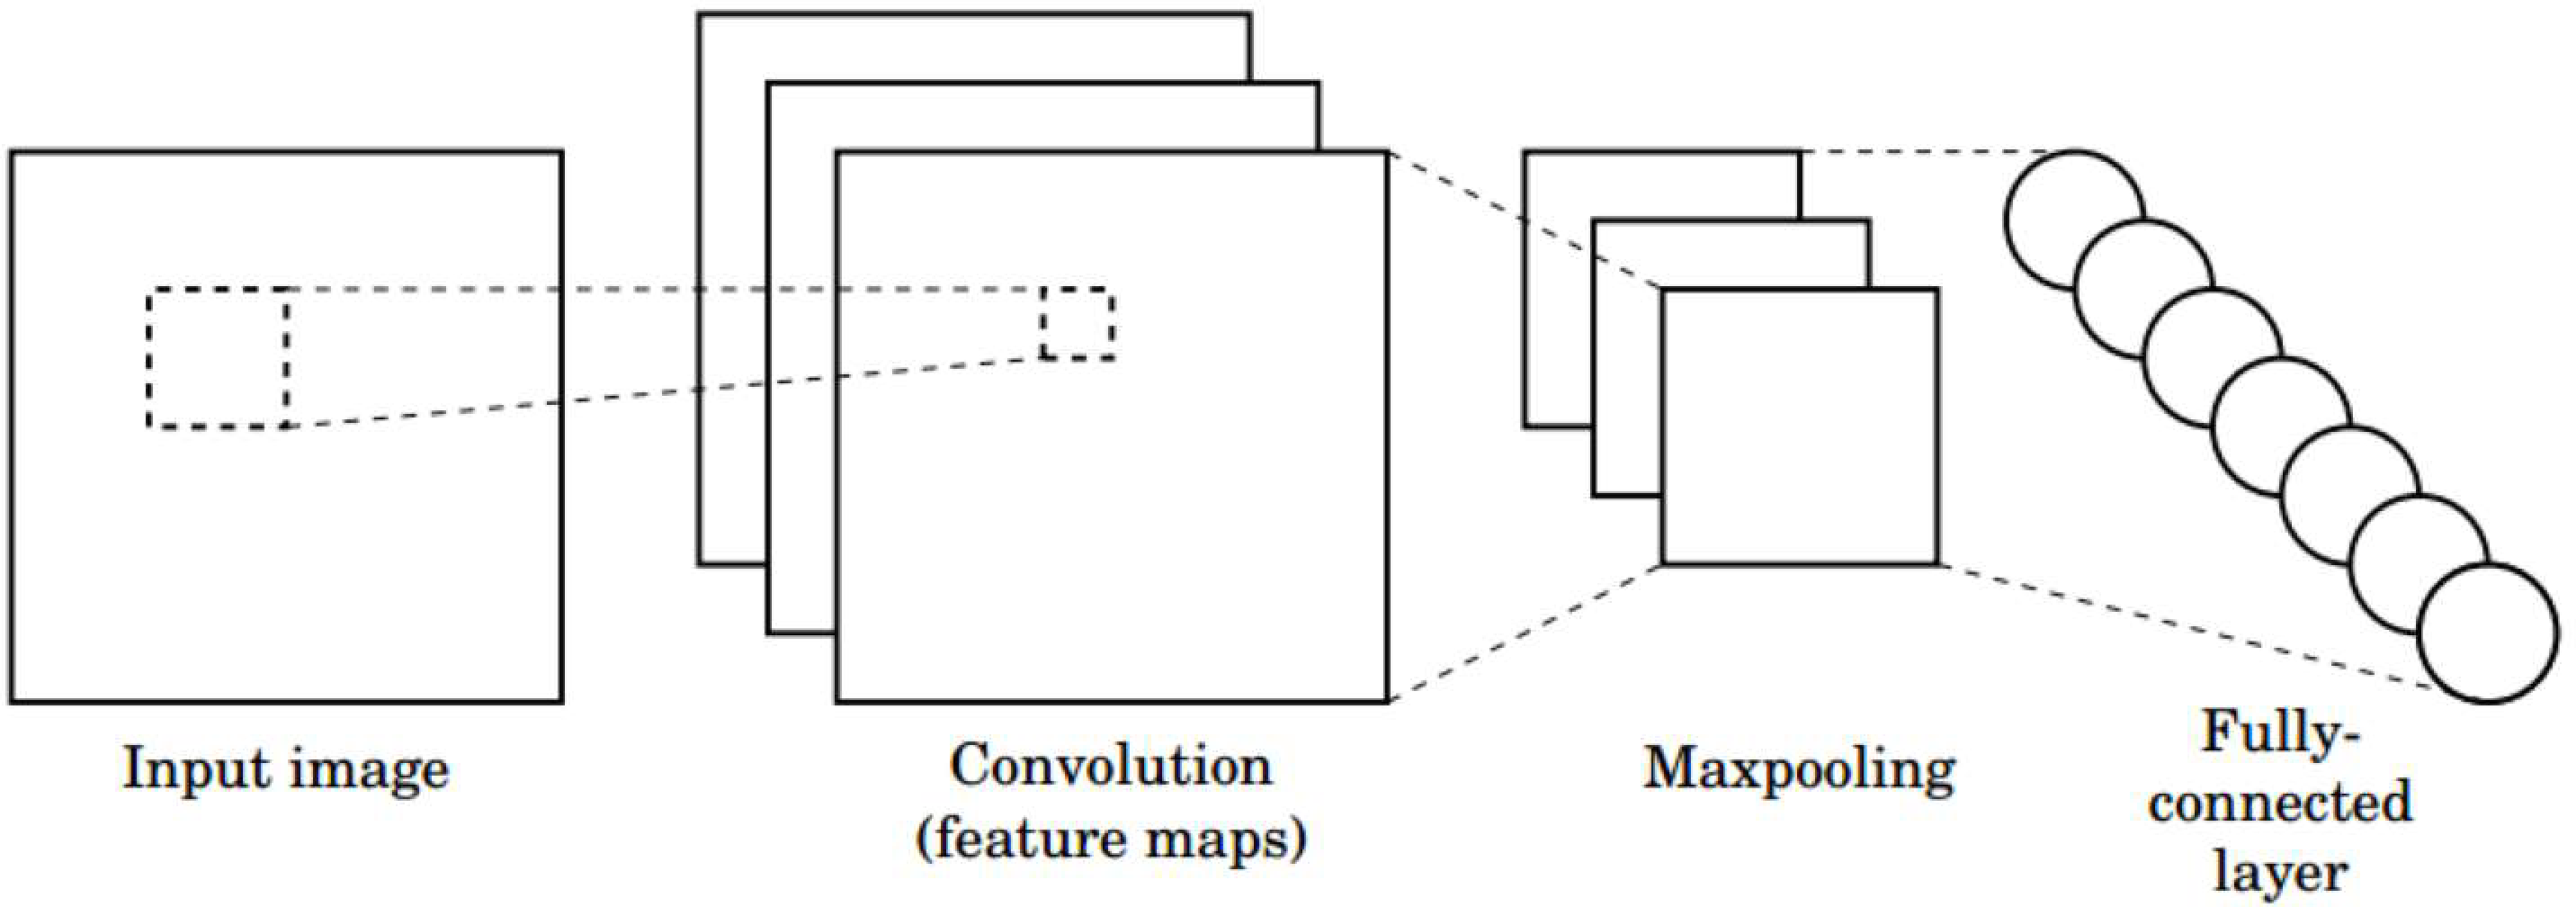 Input image
Convolution
(feature maps)
Maxpooling
Fully-
connected
layer